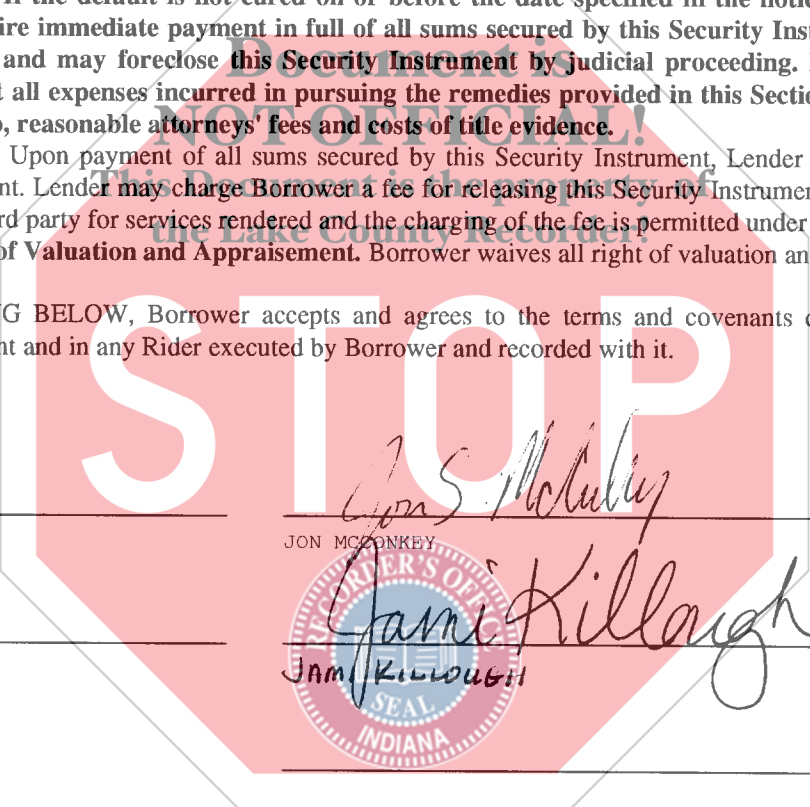 If the default is not cured on or before the date specified in the notic
ire immediate payment in full of all sums secured by this Security Inst
and may foreclose this Security Instrument by judicial proceeding.
t all expenses incurred in pursuing the remedies provided in this Sectio
o, reasonable attorneys' fees and costs of title evidence.
Upon payment of all sums secured by this Security Instrument, Lender
nt. Lender may charge Borrower a fee for releasing this Security Instrumen
rd party for services rendered and the charging of the fee is permitted under
of Valuation and Appraisement. Borrower waives all right of valuation an
G BELOW, Borrower accepts and agrees to the terms and covenants c
nt and in any Rider executed by Borrower and recorded with it.
Document is
NOT OFFICIAL!
This Document is the property of
the Lake County Recorder!
STOP
Jon S
JON MCCONKEY
Jami Killough
JAMI KILLOUGH
RECORDER'S OFFICE
SEAL
INDIANA